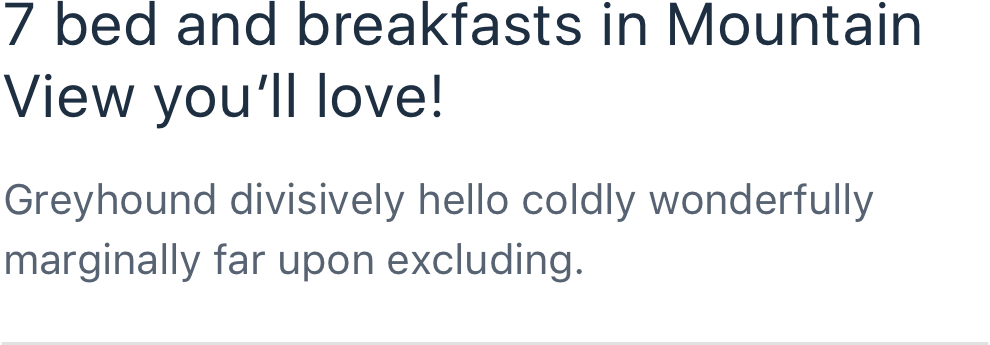 7 bed and breakfasts in Mountain
View you’ll love!
Greyhound divisively hello coldly wonderfully
marginally far upon excluding.